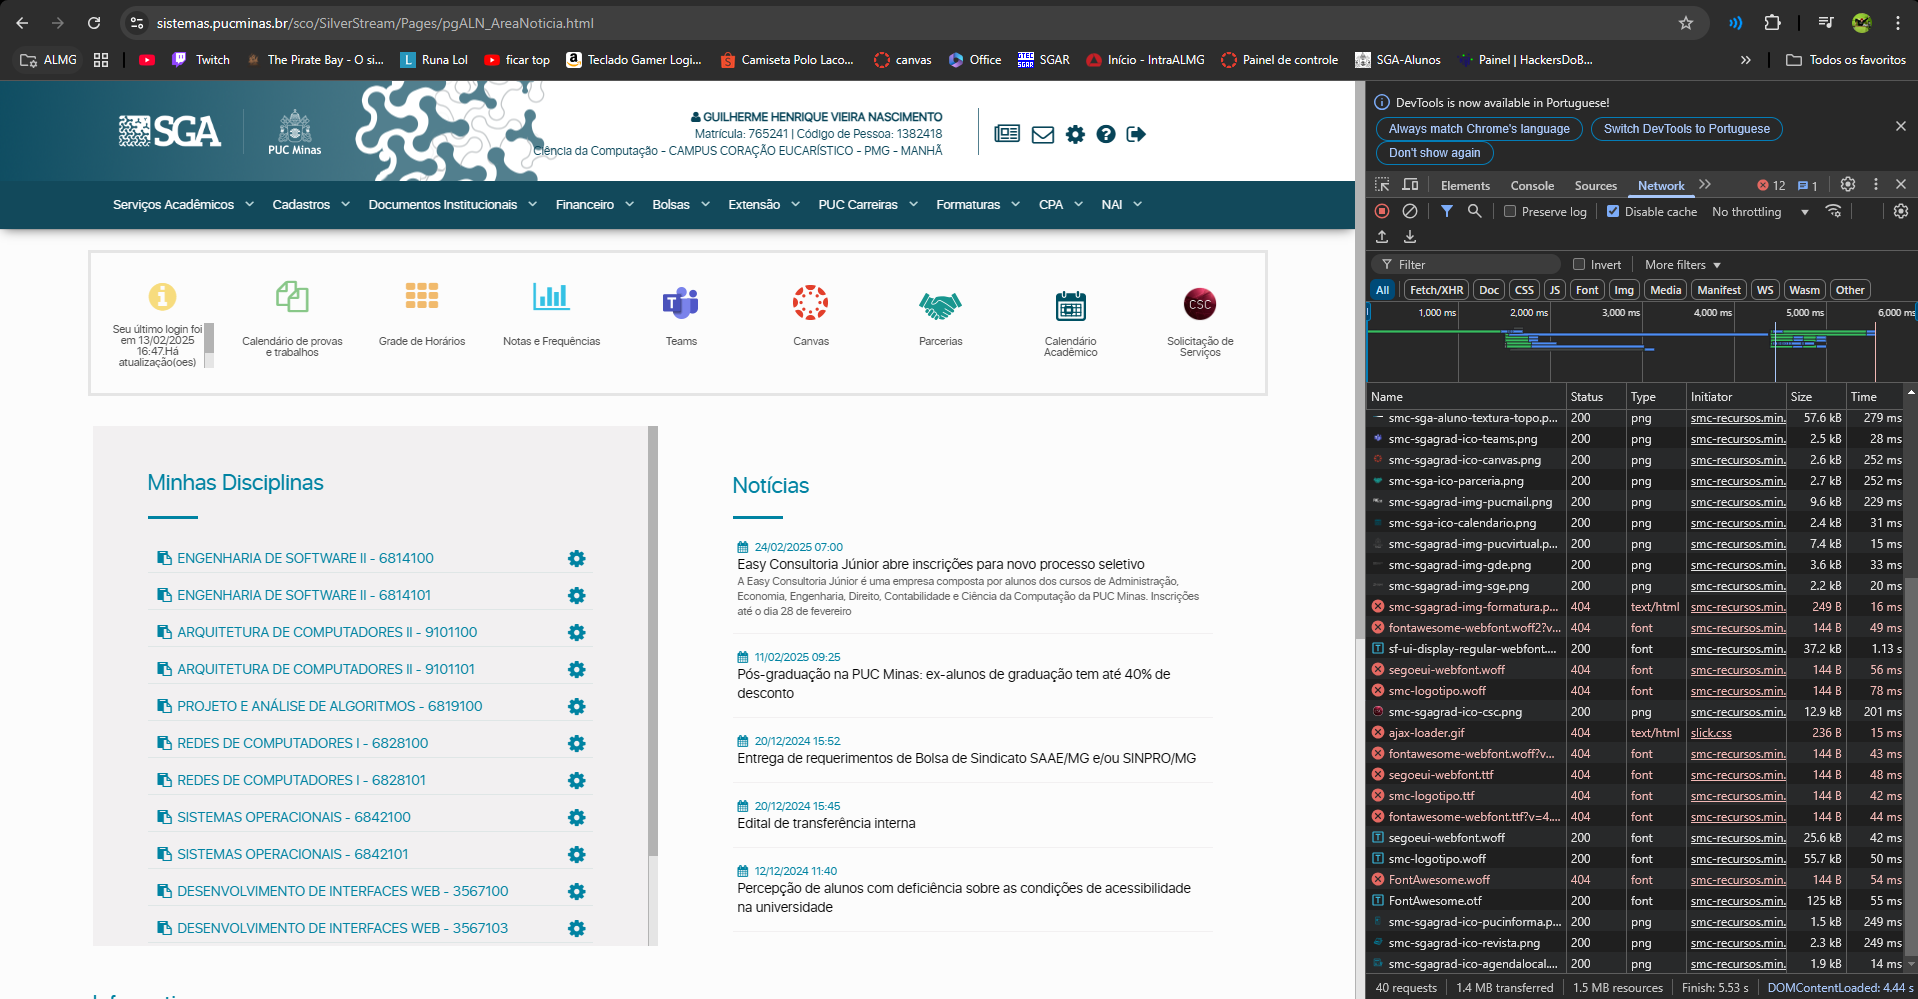 sistemas.pucminas.br/sco/SilverStream/Pages/pgALN_AreaNoticia.html
ALMG
Twitch
The Pirate Bay - O si...
Runa Lol
ficar top
Teclado Gamer Logi...
Camiseta Polo Laco...
canvas
Office
SGAR
Início - IntraALMG
Painel de controle
SGA-Alunos
Painel | HackersDoB...
Todos os favoritos
SGA
PUC Minas
GUILHERME HENRIQUE VIEIRA NASCIMENTO
Matrícula: 765241 | Código de Pessoa: 1382418
Ciência da Computação - CAMPUS CORAÇÃO EUCARÍSTICO - PMG - MANHÃ
Serviços Acadêmicos
Cadastros
Documentos Institucionais
Financeiro
Bolsas
Extensão
PUC Carreiras
Formaturas
CPA
NAI
Seu último login foi
em 13/02/2025
16:47.Há
atualização(oes)
Calendário de provas
e trabalhos
Grade de Horários
Notas e Frequências
Teams
Canvas
Parcerias
Calendário
Acadêmico
CSC
Solicitação de
Serviços
Minhas Disciplinas
ENGENHARIA DE SOFTWARE II - 6814100
ENGENHARIA DE SOFTWARE II - 6814101
ARQUITETURA DE COMPUTADORES II - 9101100
ARQUITETURA DE COMPUTADORES II - 9101101
PROJETO E ANÁLISE DE ALGORITMOS - 6819100
REDES DE COMPUTADORES I - 6828100
REDES DE COMPUTADORES I - 6828101
SISTEMAS OPERACIONAIS - 6842100
SISTEMAS OPERACIONAIS - 6842101
DESENVOLVIMENTO DE INTERFACES WEB - 3567100
DESENVOLVIMENTO DE INTERFACES WEB - 3567103
Notícias
24/02/2025 07:00
Easy Consultoria Júnior abre inscrições para novo processo seletivo
A Easy Consultoria Júnior é uma empresa composta por alunos dos cursos de Administração,
Economia, Engenharia, Direito, Contabilidade e Ciência da Computação da PUC Minas. Inscrições
até o dia 28 de fevereiro
11/02/2025 09:25
Pós-graduação na PUC Minas: ex-alunos de graduação tem até 40% de
desconto
20/12/2024 15:52
Entrega de requerimentos de Bolsa de Sindicato SAAE/MG e/ou SINPRO/MG
20/12/2024 15:45
Edital de transferência interna
12/12/2024 11:40
Percepção de alunos com deficiência sobre as condições de acessibilidade
na universidade
DevTools is now available in Portuguese!
Always match Chrome's language
Switch DevTools to Portuguese
Don't show again
Elements
Console
Sources
Network
12
1
Preserve log
Disable cache
No throttling
Filter
Invert
More filters
All
Fetch/XHR
Doc
CSS
JS
Font
Img
Media
Manifest
WS
Wasm
Other
1,000 ms
2,000 ms
3,000 ms
4,000 ms
5,000 ms
6,000 ms
Name Status Type Initiator Size Time
smc-sga-aluno-textura-topo.p... 200 png smc-recursos.min. 57.6 kB 279 ms
smc-sgagrad-ico-teams.png 200 png smc-recursos.min. 2.5 kB 28 ms
smc-sgagrad-ico-canvas.png 200 png smc-recursos.min. 2.6 kB 252 ms
smc-sga-ico-parceria.png 200 png smc-recursos.min. 2.7 kB 252 ms
smc-sgagrad-img-pucmail.png 200 png smc-recursos.min. 9.6 kB 229 ms
smc-sga-ico-calendario.png 200 png smc-recursos.min. 2.4 kB 31 ms
smc-sgagrad-img-pucvirtual.p... 200 png smc-recursos.min. 7.4 kB 15 ms
smc-sgagrad-img-gde.png 200 png smc-recursos.min. 3.6 kB 33 ms
smc-sgagrad-img-sge.png 200 png smc-recursos.min. 2.2 kB 20 ms
smc-sgagrad-img-formatura.p... 404 text/html smc-recursos.min. 249 B 16 ms
fontawesome-webfont.woff2?v... 404 font smc-recursos.min. 144 B 49 ms
sf-ui-display-regular-webfont.... 200 font smc-recursos.min. 37.2 kB 1.13 s
segoeui-webfont.woff 404 font smc-recursos.min. 144 B 56 ms
smc-logotipo.woff 404 font smc-recursos.min. 144 B 78 ms
smc-sgagrad-ico-csc.png 200 png smc-recursos.min. 12.9 kB 201 ms
ajax-loader.gif 404 text/html slick.css 236 B 15 ms
fontawesome-webfont.woff?v... 404 font smc-recursos.min. 144 B 43 ms
segoeui-webfont.ttf 404 font smc-recursos.min. 144 B 48 ms
smc-logotipo.ttf 404 font smc-recursos.min. 144 B 42 ms
fontawesome-webfont.ttf?v=4.... 404 font smc-recursos.min. 144 B 44 ms
segoeui-webfont.woff 200 font smc-recursos.min. 25.6 kB 42 ms
smc-logotipo.woff 200 font smc-recursos.min. 55.7 kB 50 ms
FontAwesome.woff 404 font smc-recursos.min. 144 B 54 ms
FontAwesome.otf 200 font smc-recursos.min. 125 kB 55 ms
smc-sgagrad-ico-pucinforma.p... 200 png smc-recursos.min. 1.5 kB 249 ms
smc-sgagrad-ico-revista.png 200 png smc-recursos.min. 2.3 kB 249 ms
smc-sgagrad-ico-agendalocal.... 200 png smc-recursos.min. 1.9 kB 14 ms
40 requests
1.4 MB transferred
1.5 MB resources
Finish: 5.53 s
DOMContentLoaded: 4.44 s